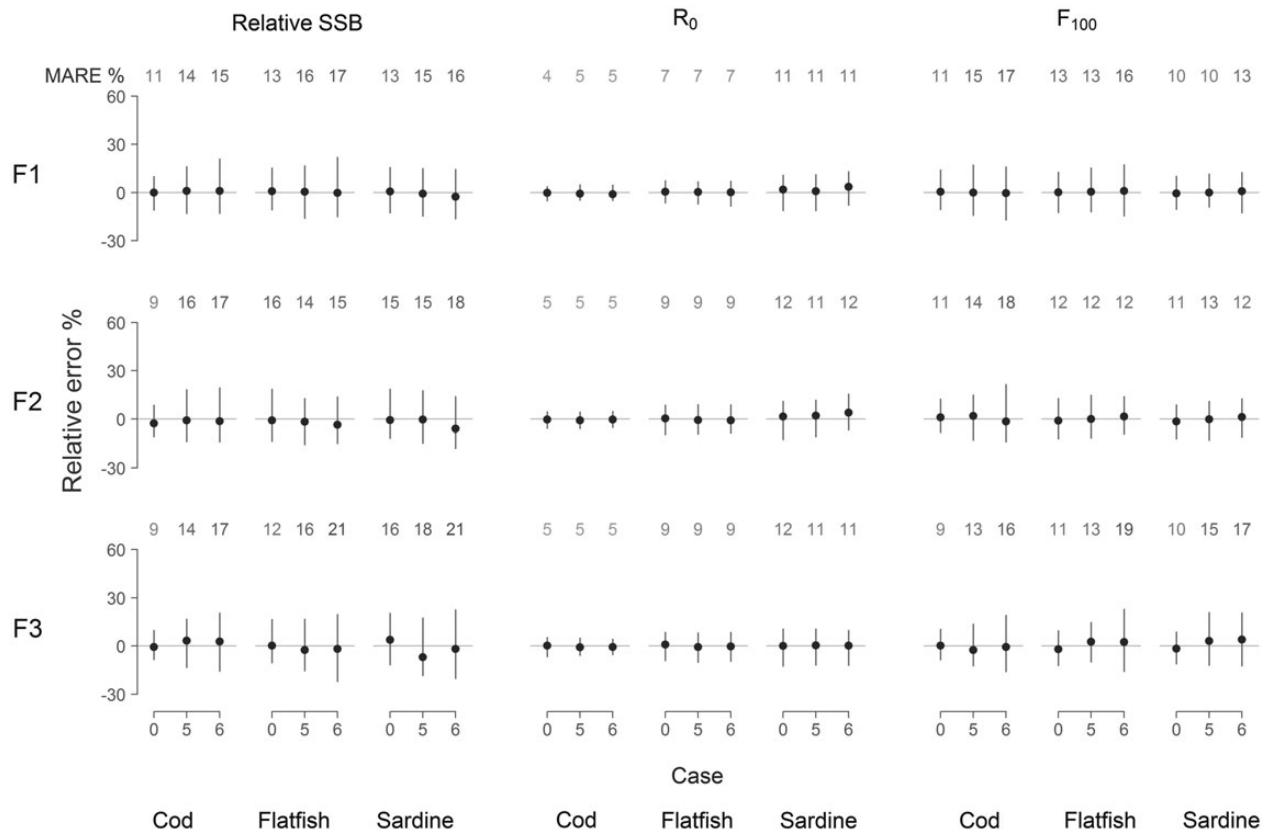 Relative SSB R₀ F₁₀₀
MARE % 11 14 15 13 16 17 13 15 16 4 5 5 7 7 7 11 11 11 11 15 17 13 13 16 10 10 13
60
30
F1
0
-30
9 16 17 16 14 15 15 15 18 5 5 5 9 9 9 12 11 12 11 14 18 12 12 12 11 13 12
60
30
F2
0
-30
Relative error %
9 14 17 12 16 21 16 18 21 5 5 5 9 9 9 12 11 11 9 13 16 11 13 19 10 15 17
60
30
F3
0
-30
0 5 6 0 5 6 0 5 6 0 5 6 0 5 6 0 5 6 0 5 6 0 5 6 0 5 6
Case
Cod Flatfish Sardine Cod Flatfish Sardine Cod Flatfish Sardine